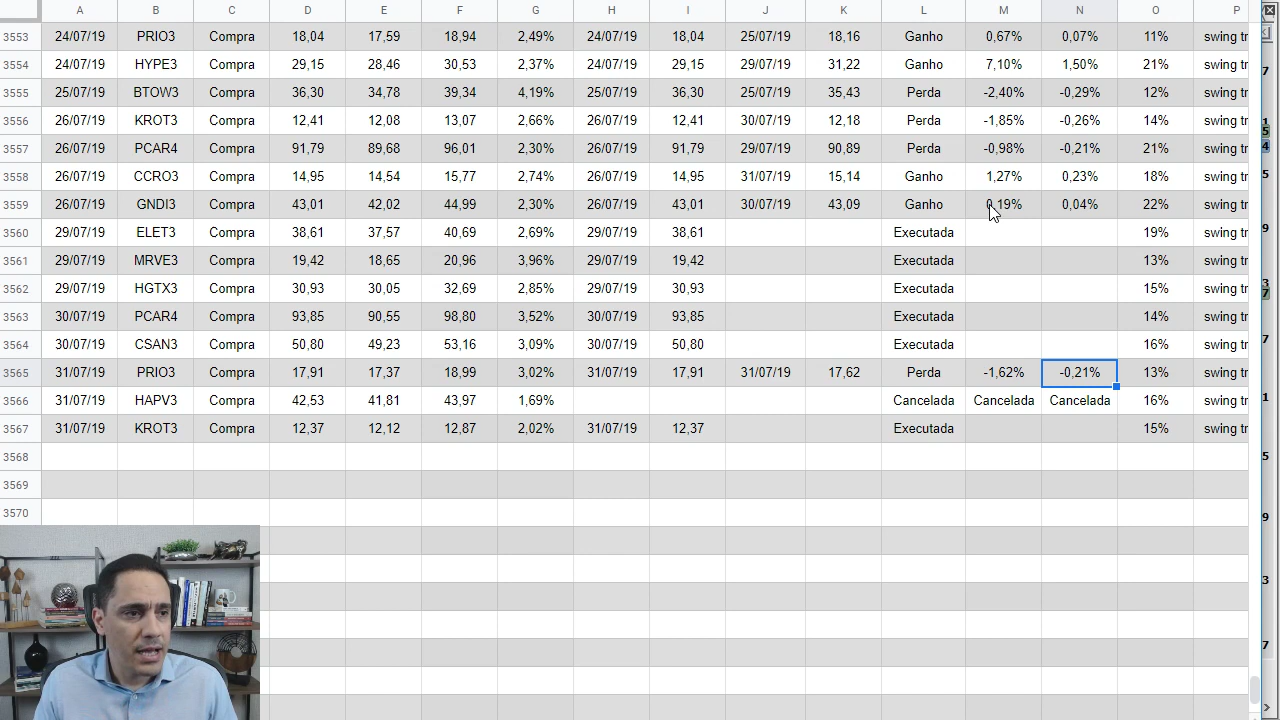 A B C D E F G H I J K L M N O P
3553 24/07/19 PRIO3 Compra 18,04 17,59 18,94 2,49% 24/07/19 18,04 25/07/19 18,16 Ganho 0,67% 0,07% 11% swing tr
3554 24/07/19 HYPE3 Compra 29,15 28,46 30,53 2,37% 24/07/19 29,15 29/07/19 31,22 Ganho 7,10% 1,50% 21% swing tr
3555 25/07/19 BTOW3 Compra 36,30 34,78 39,34 4,19% 25/07/19 36,30 25/07/19 35,43 Perda -2,40% -0,29% 12% swing tr
3556 26/07/19 KROT3 Compra 12,41 12,08 13,07 2,66% 26/07/19 12,41 30/07/19 12,18 Perda -1,85% -0,26% 14% swing tr
3557 26/07/19 PCAR4 Compra 91,79 89,68 96,01 2,30% 26/07/19 91,79 29/07/19 90,89 Perda -0,98% -0,21% 21% swing tr
3558 26/07/19 CCRO3 Compra 14,95 14,54 15,77 2,74% 26/07/19 14,95 31/07/19 15,14 Ganho 1,27% 0,23% 18% swing tr
3559 26/07/19 GNDI3 Compra 43,01 42,02 44,99 2,30% 26/07/19 43,01 30/07/19 43,09 Ganho 0,19% 0,04% 22% swing tr
3560 29/07/19 ELET3 Compra 38,61 37,57 40,69 2,69% 29/07/19 38,61 Executada 19% swing tr
3561 29/07/19 MRVE3 Compra 19,42 18,65 20,96 3,96% 29/07/19 19,42 Executada 13% swing tr
3562 29/07/19 HGTX3 Compra 30,93 30,05 32,69 2,85% 29/07/19 30,93 Executada 15% swing tr
3563 30/07/19 PCAR4 Compra 93,85 90,55 98,80 3,52% 30/07/19 93,85 Executada 14% swing tr
3564 30/07/19 CSAN3 Compra 50,80 49,23 53,16 3,09% 30/07/19 50,80 Executada 16% swing tr
3565 31/07/19 PRIO3 Compra 17,91 17,37 18,99 3,02% 31/07/19 17,91 31/07/19 17,62 Perda -1,62% -0,21% 13% swing tr
3566 31/07/19 HAPV3 Compra 42,53 41,81 43,97 1,69% Cancelada Cancelada Cancelada 16% swing tr
3567 31/07/19 KROT3 Compra 12,37 12,12 12,87 2,02% 31/07/19 12,37 Executada 15% swing tr
3568
3569
3570